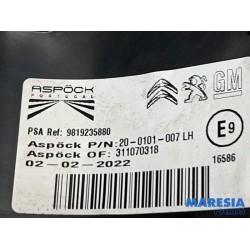 ASPÖCK
PORTUGAL
GM
PSA Ref: 9819235880
Aspöck P/N: 20-0101-007 LH
Aspöck OF: 311070318
02-02-2022
E9
16586
MARESIA